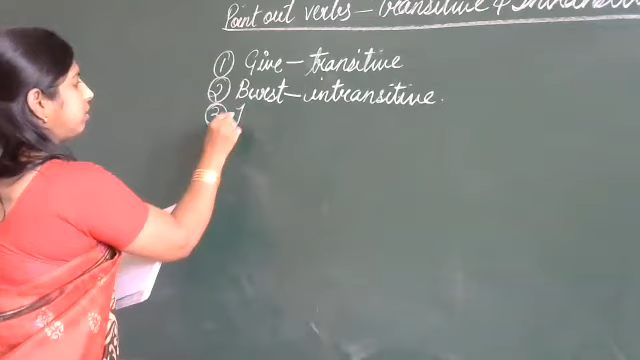 Point out verbs - transitive & intransitive
① Give - transitive
② Burst - intransitive.
③